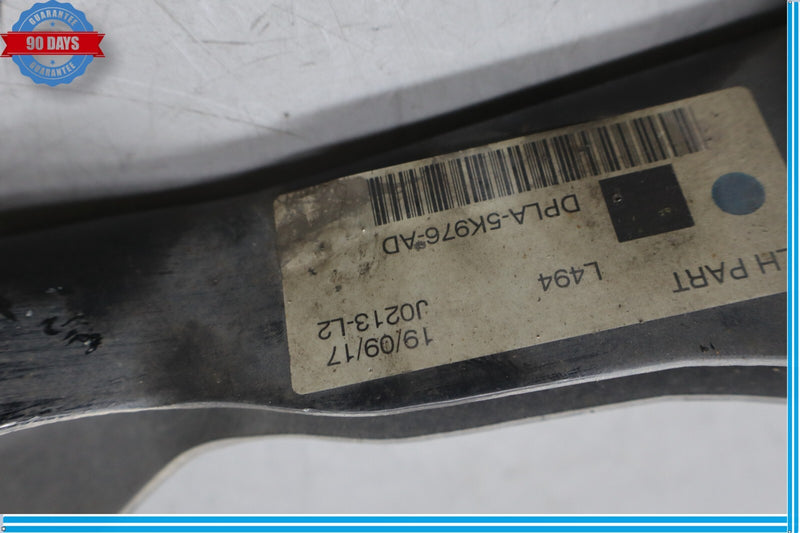 GUARANTEE
90 DAYS
GUARANTEE
LH PART
L494
DPLA-5K976-AD
19/09/17
J0213-L2